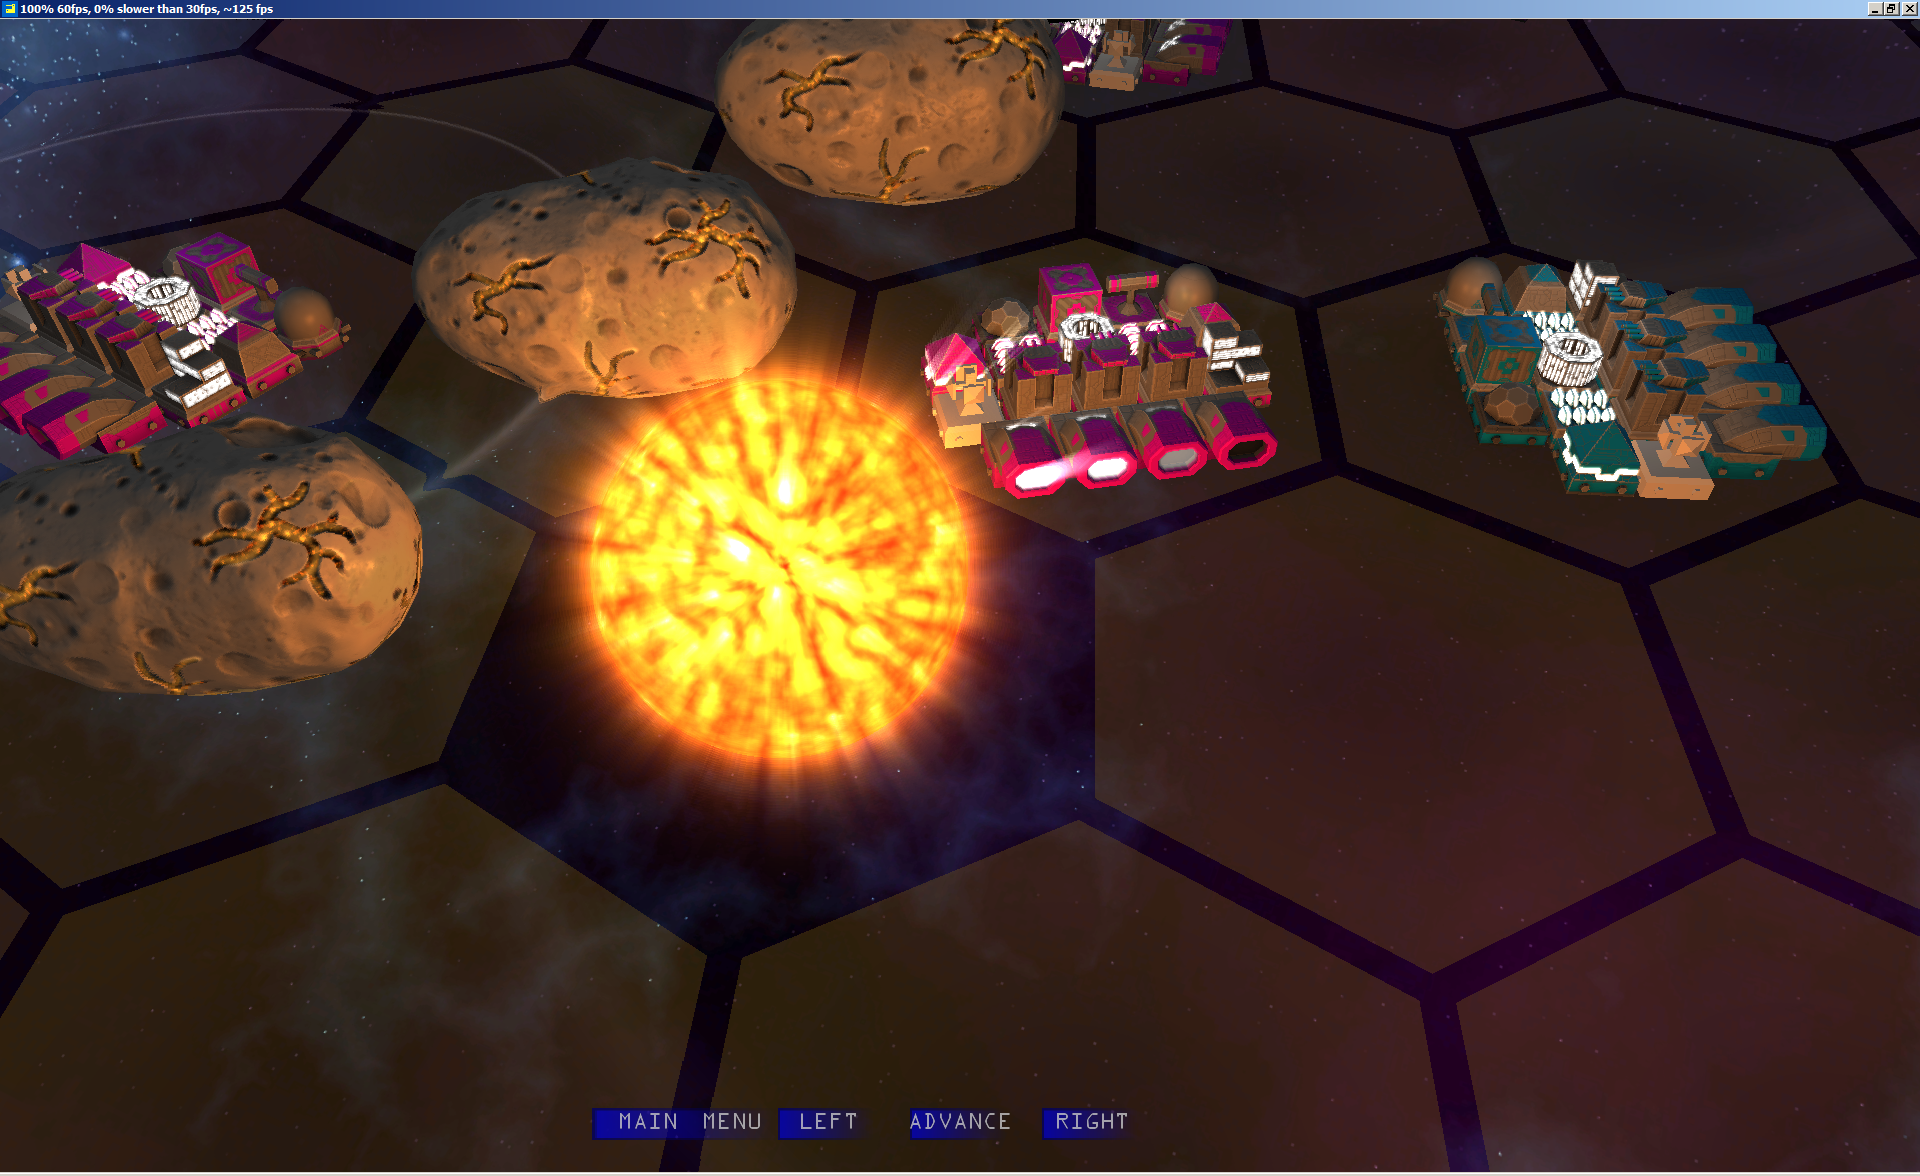 100% 60fps, 0% slower than 30fps, ~125 fps
MAIN MENU LEFT ADVANCE RIGHT